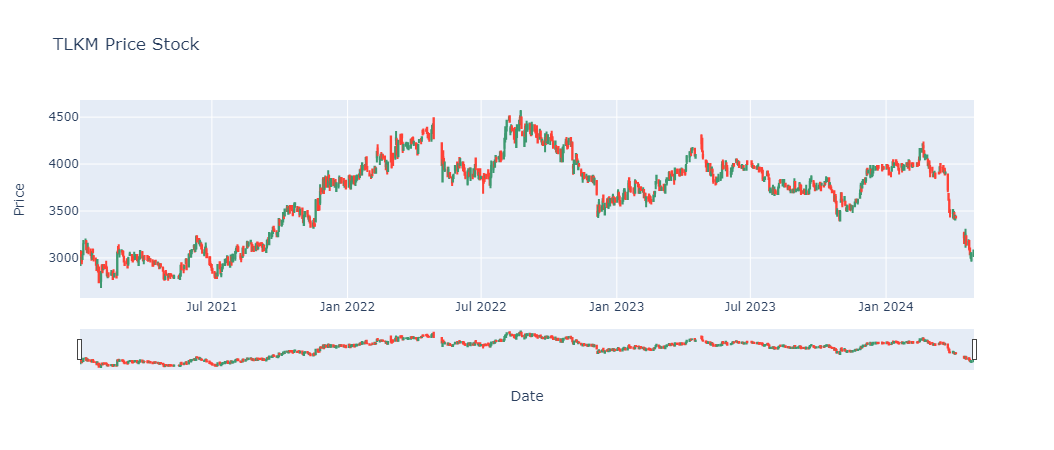 TLKM Price Stock
4500
4000
3500
3000
Price
Jul 2021
Jan 2022
Jul 2022
Jan 2023
Jul 2023
Jan 2024
Date